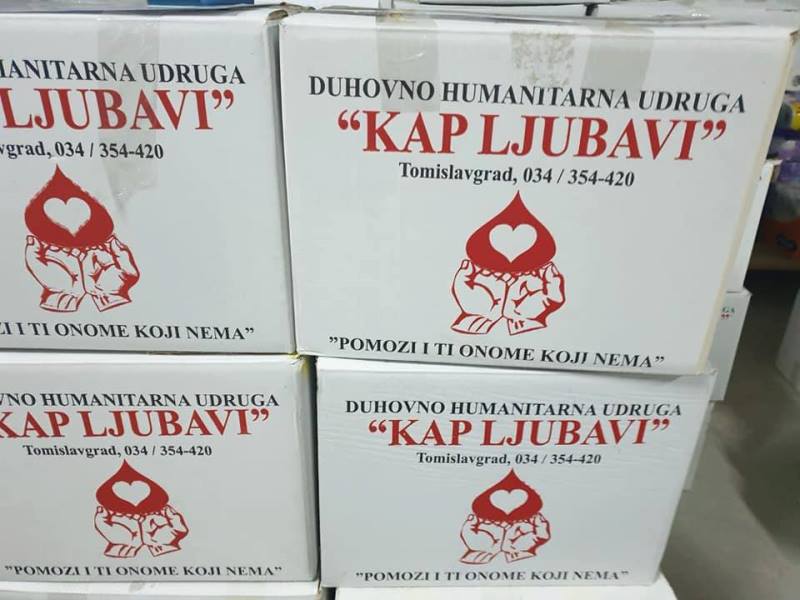 MANITARNA UDRUGA
LJUBAVI”
vgrad, 034 / 354-420
ZI I TI ONOME KOJI NEMA”
DUHOVNO HUMANITARNA UDRUGA
“KAP LJUBAVI”
Tomislavgrad, 034 / 354-420
”POMOZI I TI ONOME KOJI NEMA”
VNO HUMANITARNA UDRUGA
KAP LJUBAVI”
Tomislavgrad, 034 / 354-420
”POMOZI I TI ONOME KOJI NEMA”
DUHOVNO HUMANITARNA UDRUGA
“KAP LJUBAVI”
Tomislavgrad, 034 / 354-420
”POMOZI I TI ONOME KOJI NEMA”